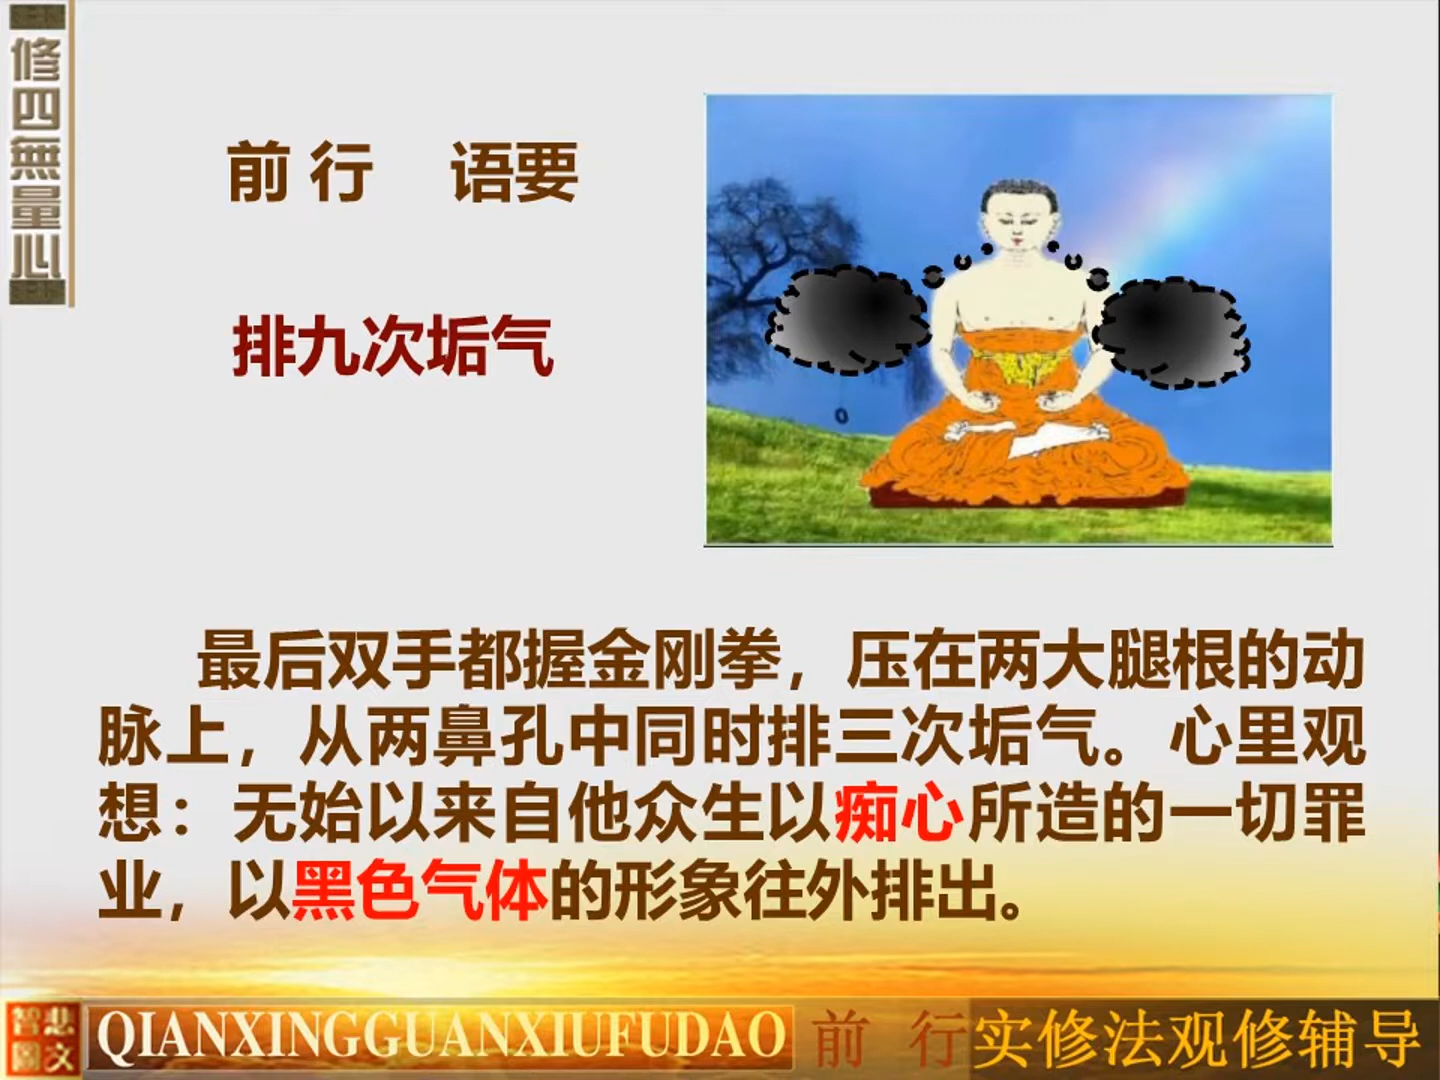 修四無量心
前行 语要
排九次垢气
最后双手都握金刚拳，压在两大腿根的动
脉上，从两鼻孔中同时排三次垢气。心里观
想：无始以来自他众生以痴心所造的一切罪
业，以黑色气体的形象往外排出。
智悲圖文
QIANXINGGUANXIUFUDAO 前 行实修法观修辅导